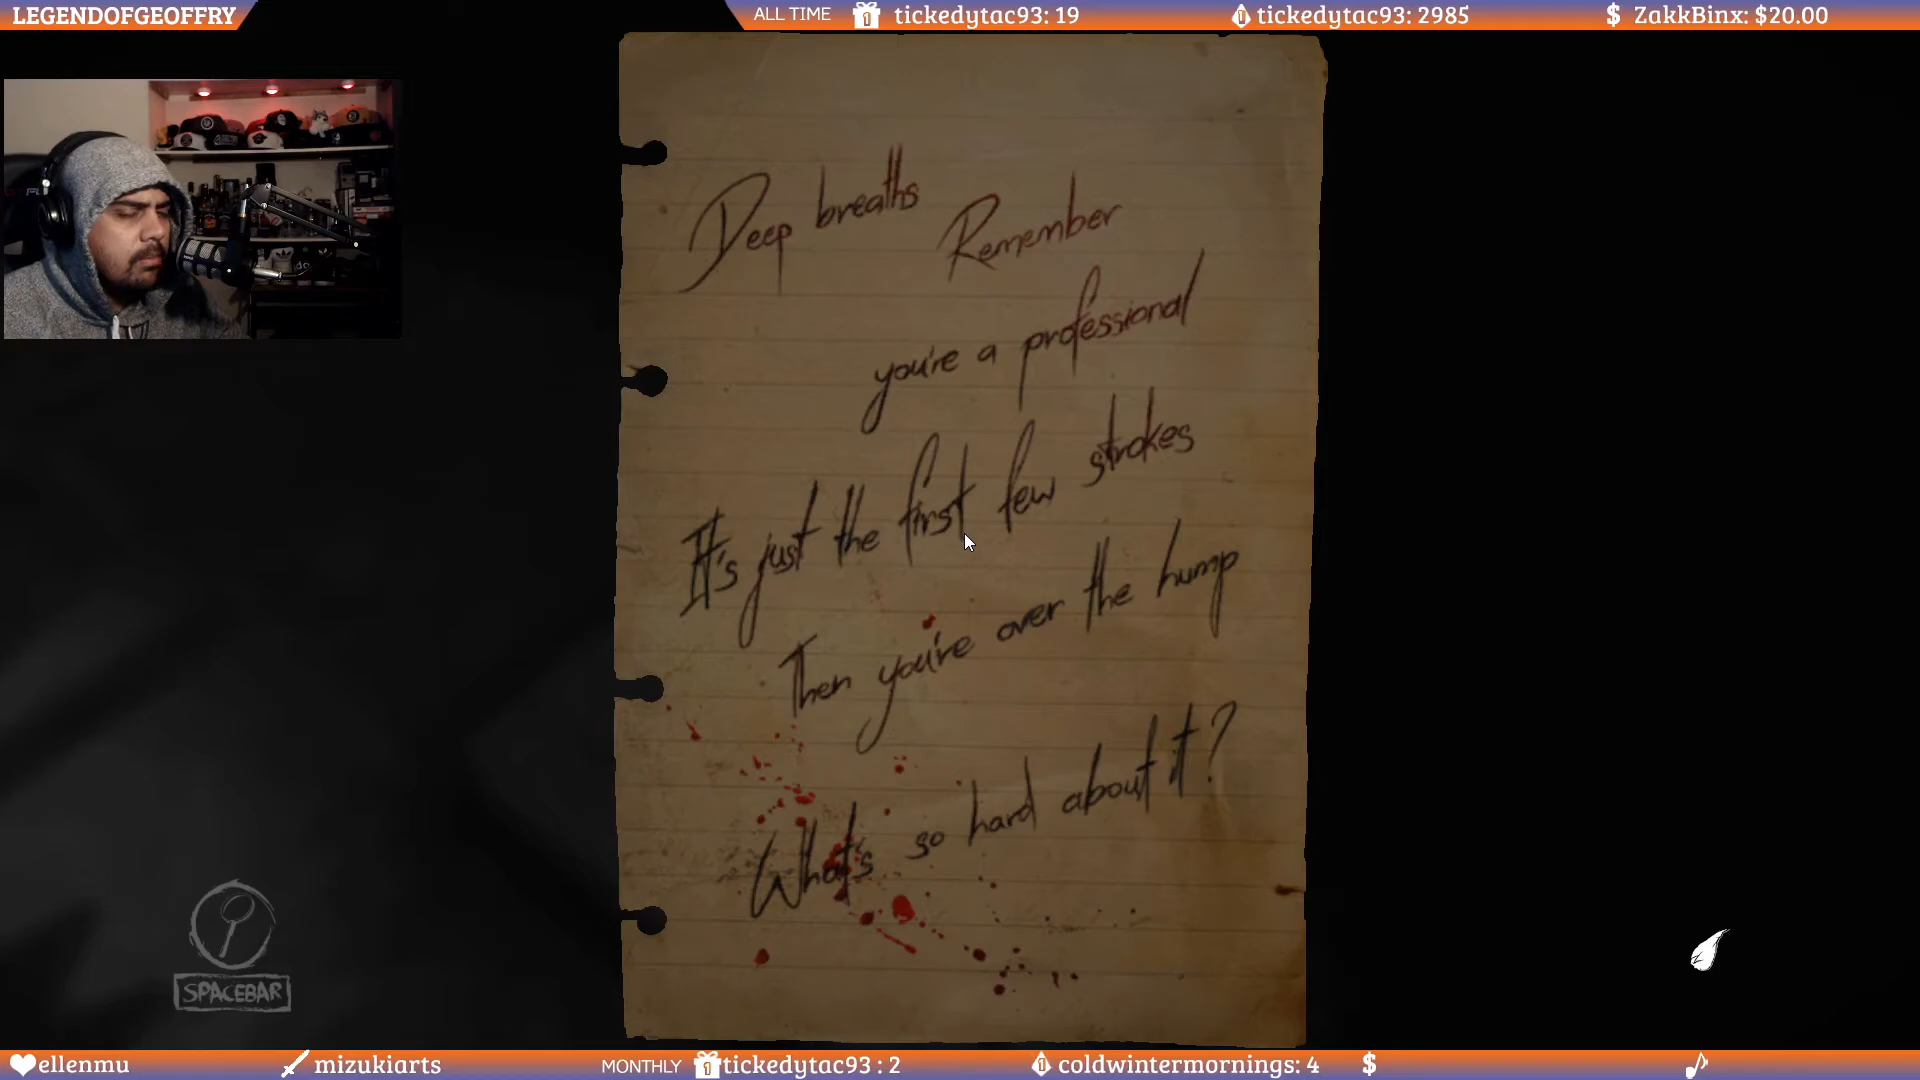 LEGENDOFGEOFFRY
ALL TIME
tickedytac93: 19
tickedytac93: 2985
$ ZakkBinx: $20.00
Deep breaths
Remember
you're a professional
It's just the first few strokes
Then you're over the hump
What's so hard about it?
SPACEBAR
ellenmu
mizukiarts
MONTHLY
tickedytac93 : 2
coldwintermornings: 4
$